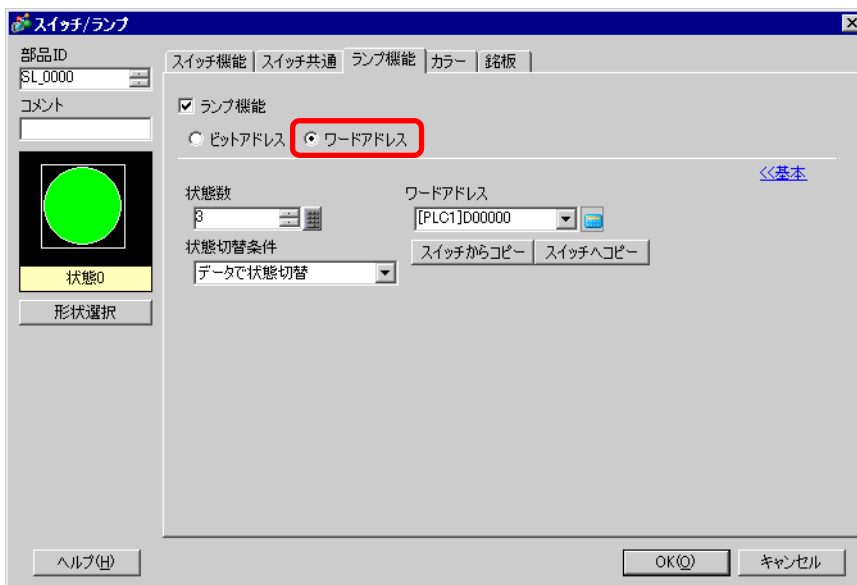 スイッチ/ランプ
部品ID
SL_0000
コメント
状態0
形状選択
スイッチ機能 スイッチ共通 ランプ機能 カラー 銘板
ランプ機能
ビットアドレス ワードアドレス
<<基本
状態数 ワードアドレス
3 [PLC1]D00000
状態切替条件 スイッチからコピー スイッチへコピー
データで状態切替
ヘルプ(H) OK(O) キャンセル